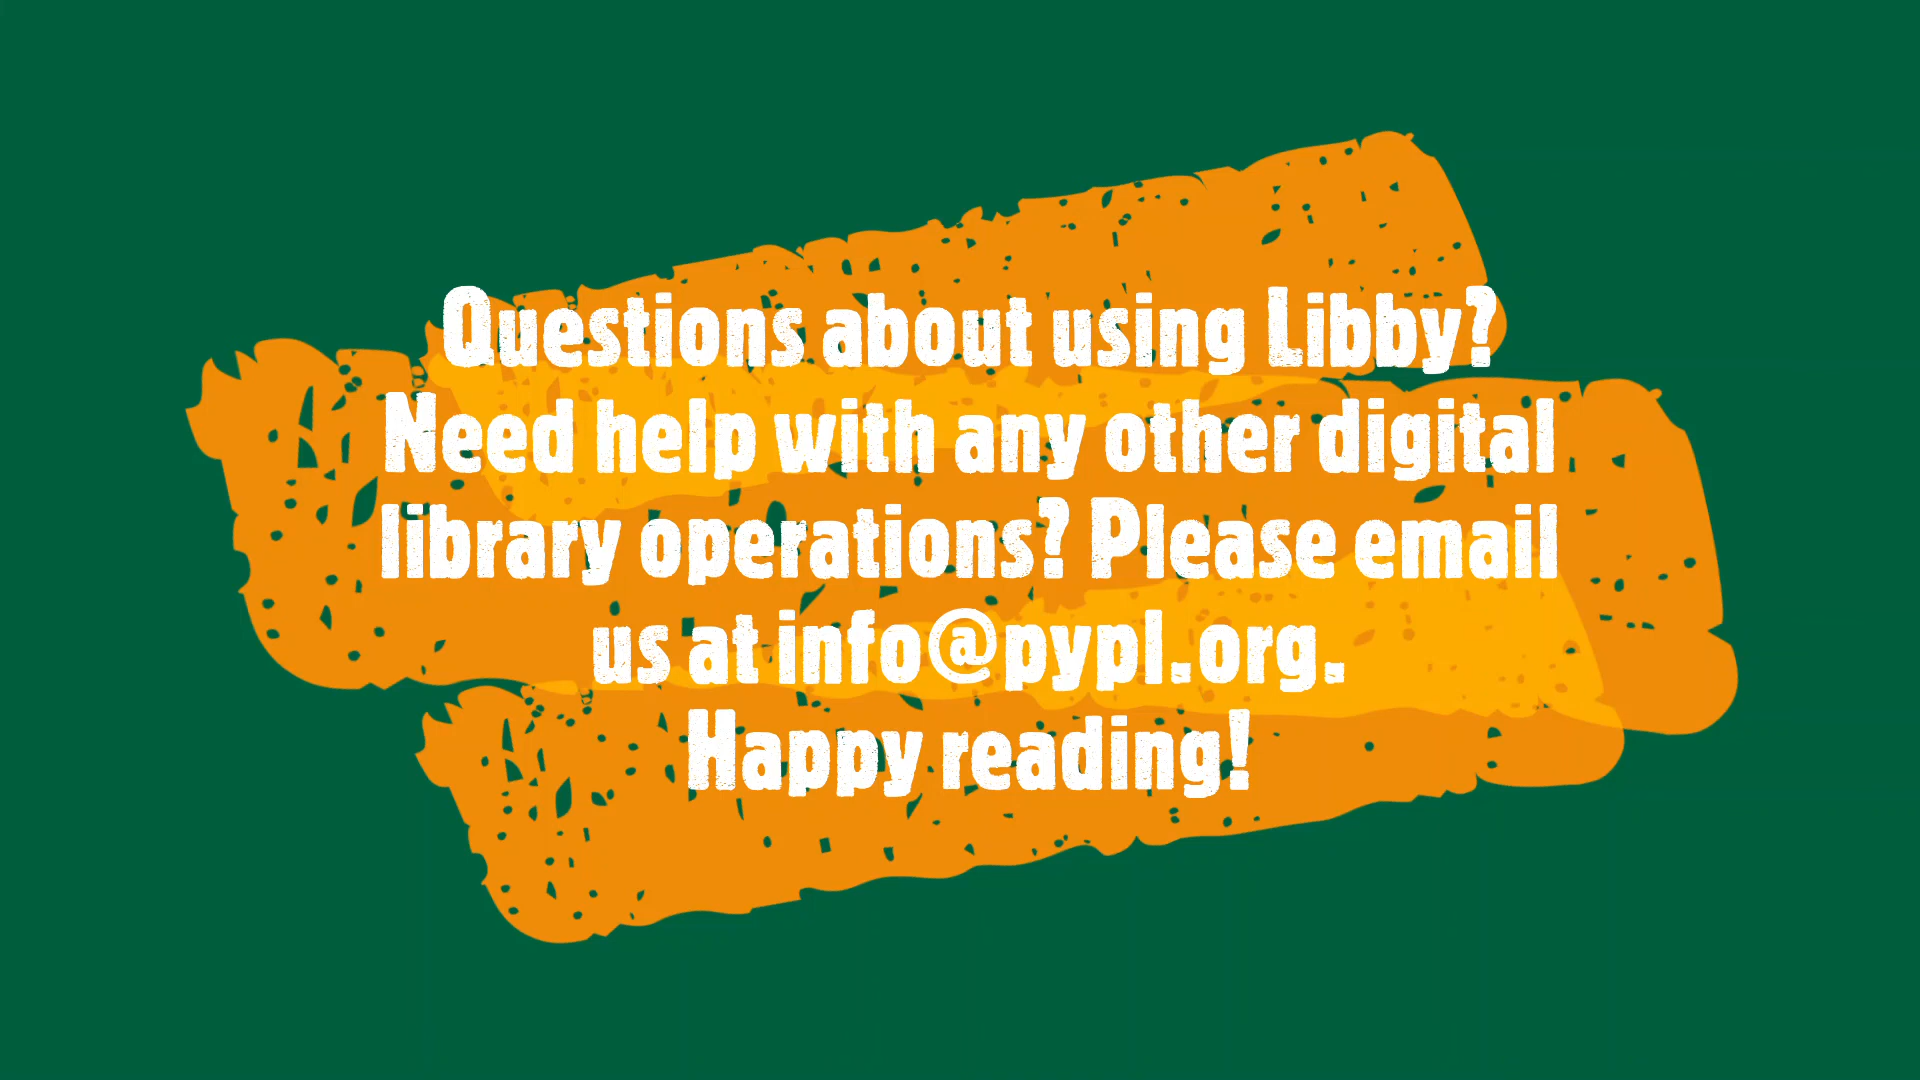 Questions about using Libby?
Need help with any other digital
library operations? Please email
us at info@pypl.org.
Happy reading!